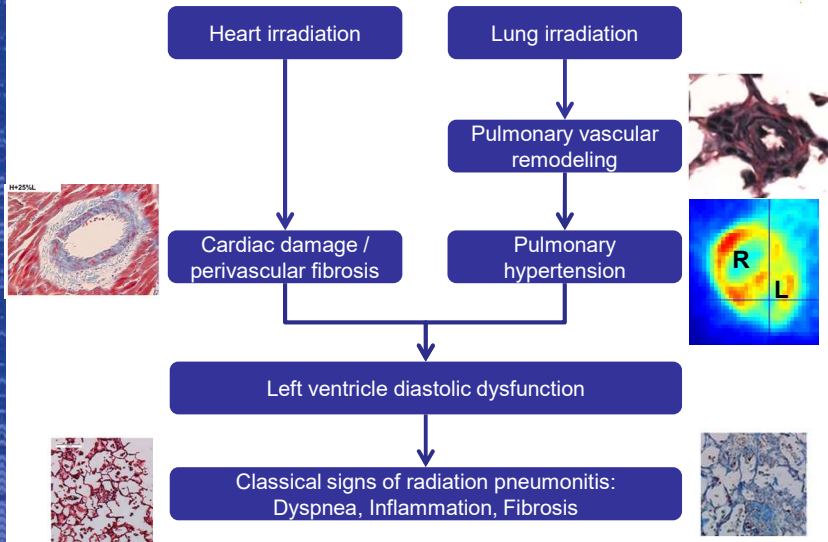 Heart irradiation
Lung irradiation
Pulmonary vascular
remodeling
H+25%L
Cardiac damage /
perivascular fibrosis
Pulmonary
hypertension
R
L
Left ventricle diastolic dysfunction
Classical signs of radiation pneumonitis:
Dyspnea, Inflammation, Fibrosis